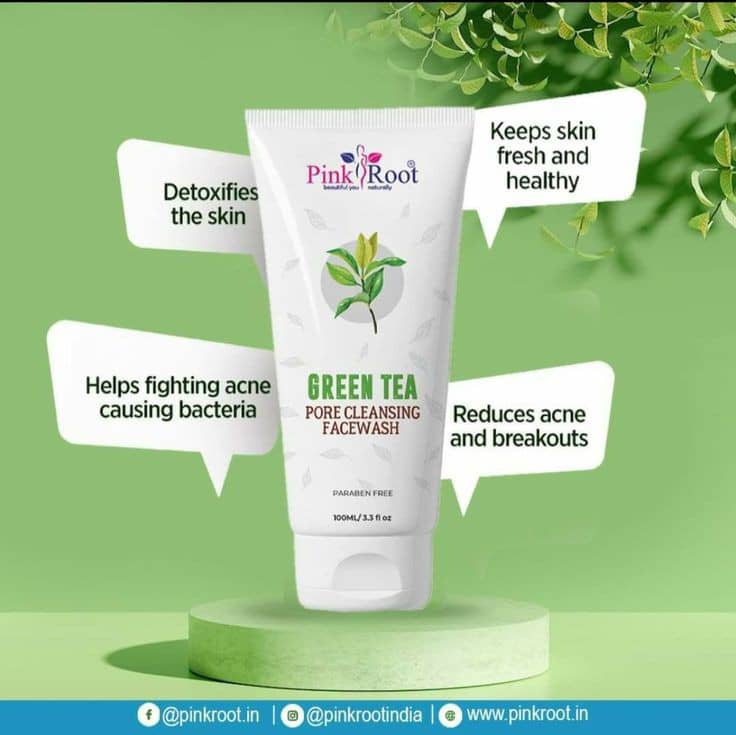 Keeps skin
fresh and
healthy
Detoxifies
the skin
Pink Root®
beautiful you naturally
Helps fighting acne
causing bacteria
GREEN TEA
PORE CLEANSING
FACEWASH
Reduces acne
and breakouts
PARABEN FREE
100ML/3.3 fl oz
@pinkroot.in | @pinkrootindia | www.pinkroot.in